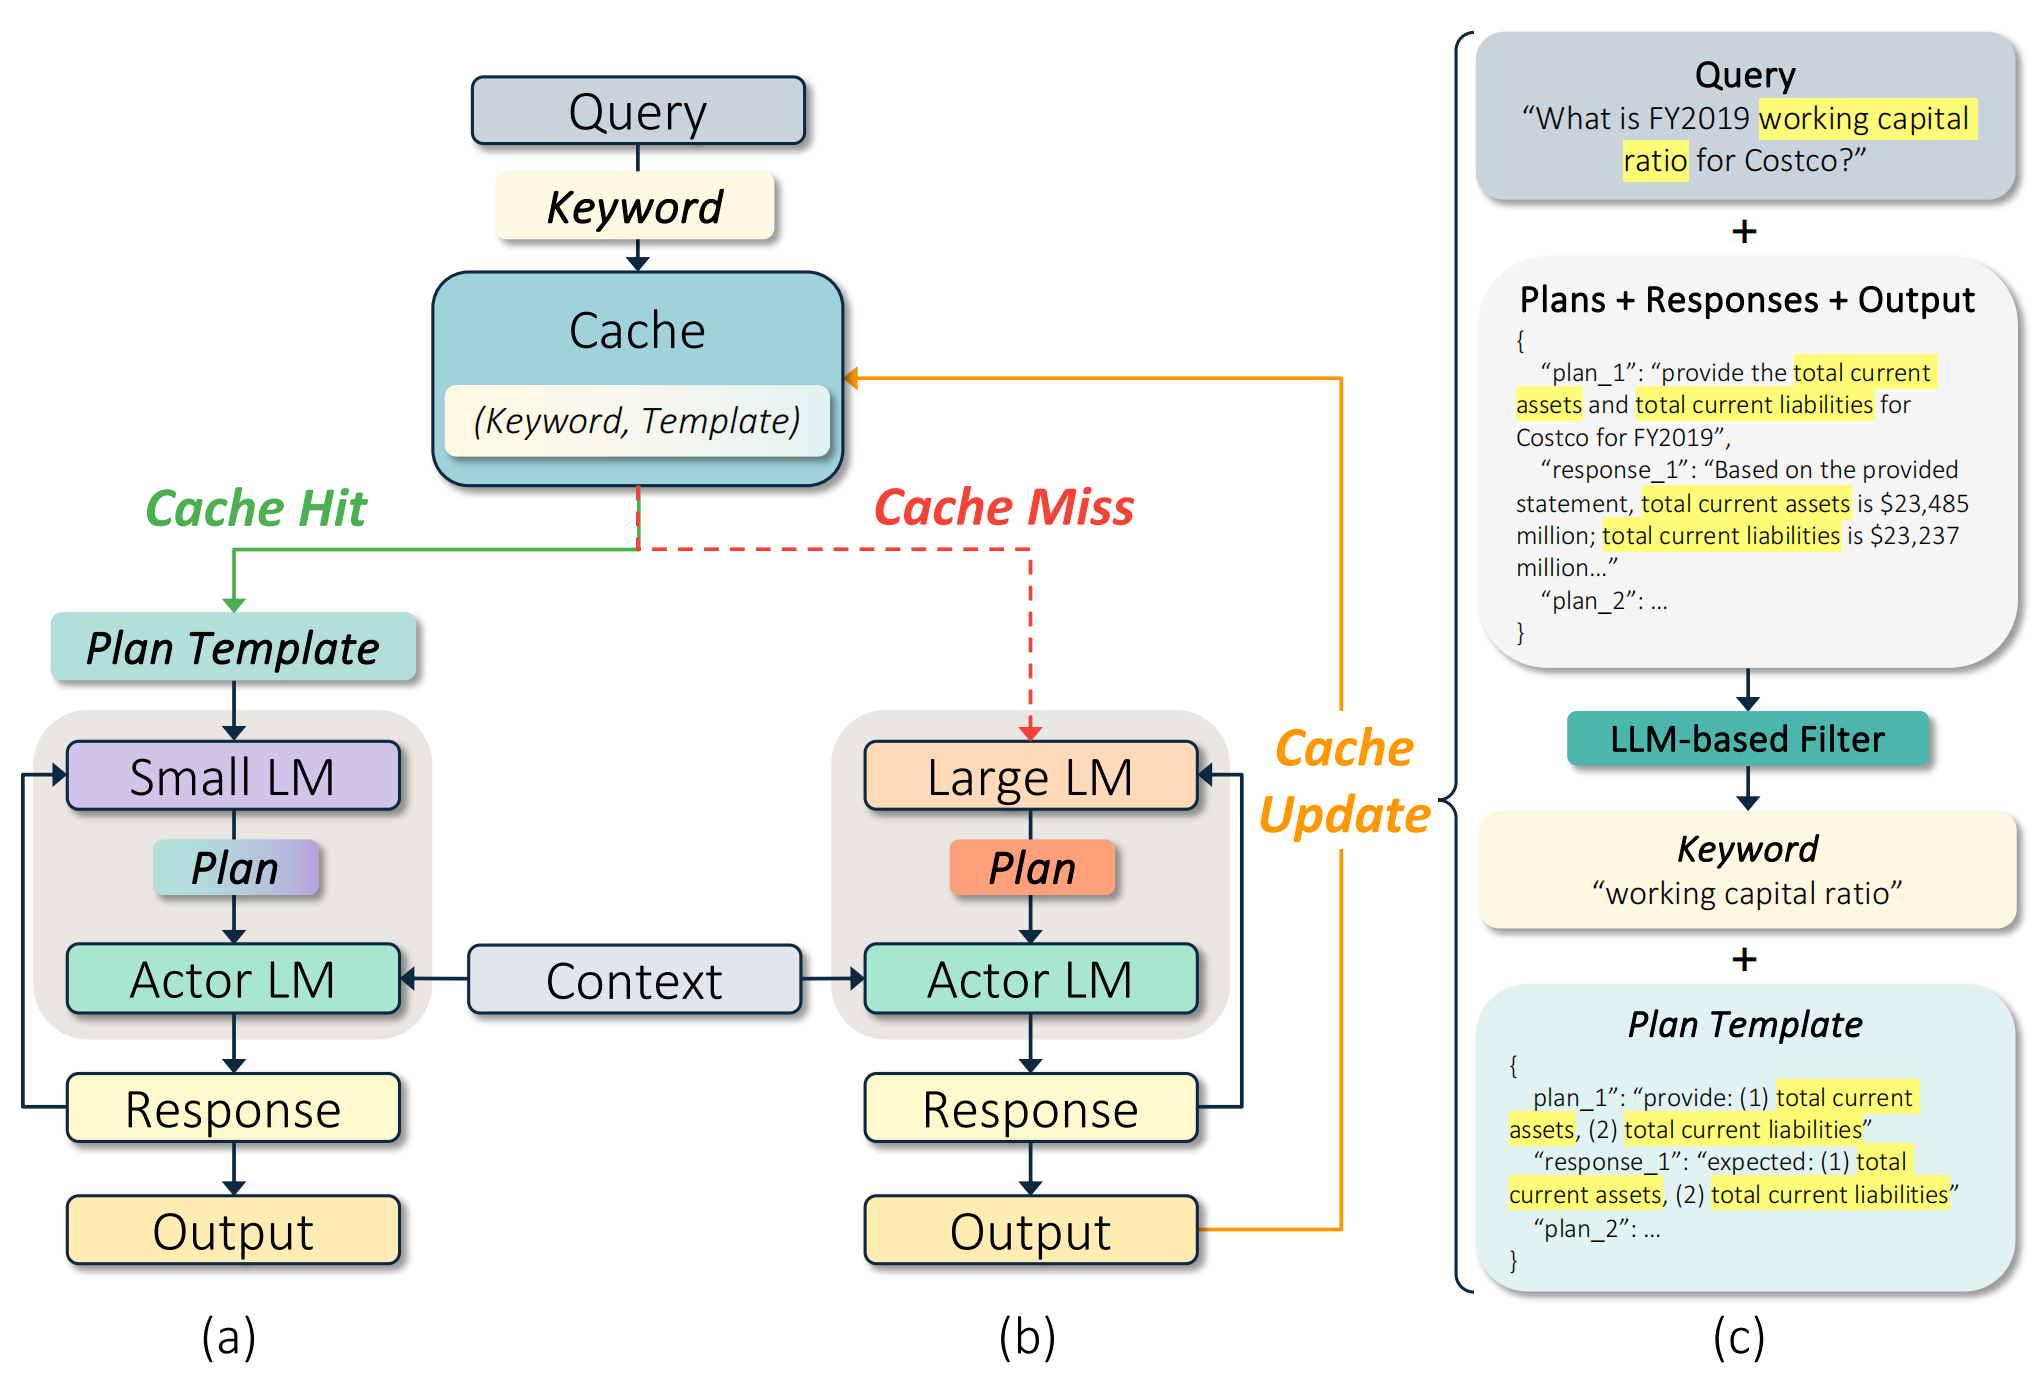 Query
Keyword
Cache
(Keyword, Template)
Cache Hit
Cache Miss
Plan Template
Small LM
Plan
Actor LM
Response
Output
Context
Large LM
Plan
Actor LM
Response
Output
Cache
Update
Query
“What is FY2019 working capital
ratio for Costco?”
+
Plans + Responses + Output
{
“plan_1”: “provide the total current
assets and total current liabilities for
Costco for FY2019”,
“response_1”: “Based on the provided
statement, total current assets is $23,485
million; total current liabilities is $23,237
million...”
“plan_2”: ...
}
LLM-based Filter
Keyword
“working capital ratio”
+
Plan Template
{
plan_1”: “provide: (1) total current
assets, (2) total current liabilities”
“response_1”: “expected: (1) total
current assets, (2) total current liabilities”
“plan_2”: ...
}
(a)
(b)
(c)